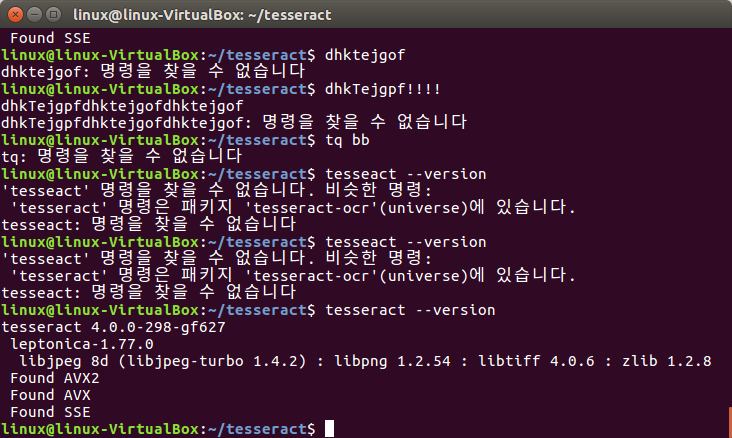 linux@linux-VirtualBox: ~/tesseract
 Found SSE
linux@linux-VirtualBox:~/tesseract$ dhktejgof
dhktejgof: 명령을 찾을 수 없습니다
linux@linux-VirtualBox:~/tesseract$ dhkTejgpf!!!!
dhkTejgpfdhktejgofdhktejgof
dhkTejgpfdhktejgofdhktejgof: 명령을 찾을 수 없습니다
linux@linux-VirtualBox:~/tesseract$ tq bb
tq: 명령을 찾을 수 없습니다
linux@linux-VirtualBox:~/tesseract$ tesseact --version
'tesseact' 명령을 찾을 수 없습니다. 비슷한 명령:
 'tesseract' 명령은 패키지 'tesseract-ocr'(universe)에 있습니다.
tesseact: 명령을 찾을 수 없습니다
linux@linux-VirtualBox:~/tesseract$ tesseact --version
'tesseact' 명령을 찾을 수 없습니다. 비슷한 명령:
 'tesseract' 명령은 패키지 'tesseract-ocr'(universe)에 있습니다.
tesseact: 명령을 찾을 수 없습니다
linux@linux-VirtualBox:~/tesseract$ tesseract --version
tesseract 4.0.0-298-gf627
 leptonica-1.77.0
  libjpeg 8d (libjpeg-turbo 1.4.2) : libpng 1.2.54 : libtiff 4.0.6 : zlib 1.2.8
 Found AVX2
 Found AVX
 Found SSE
linux@linux-VirtualBox:~/tesseract$